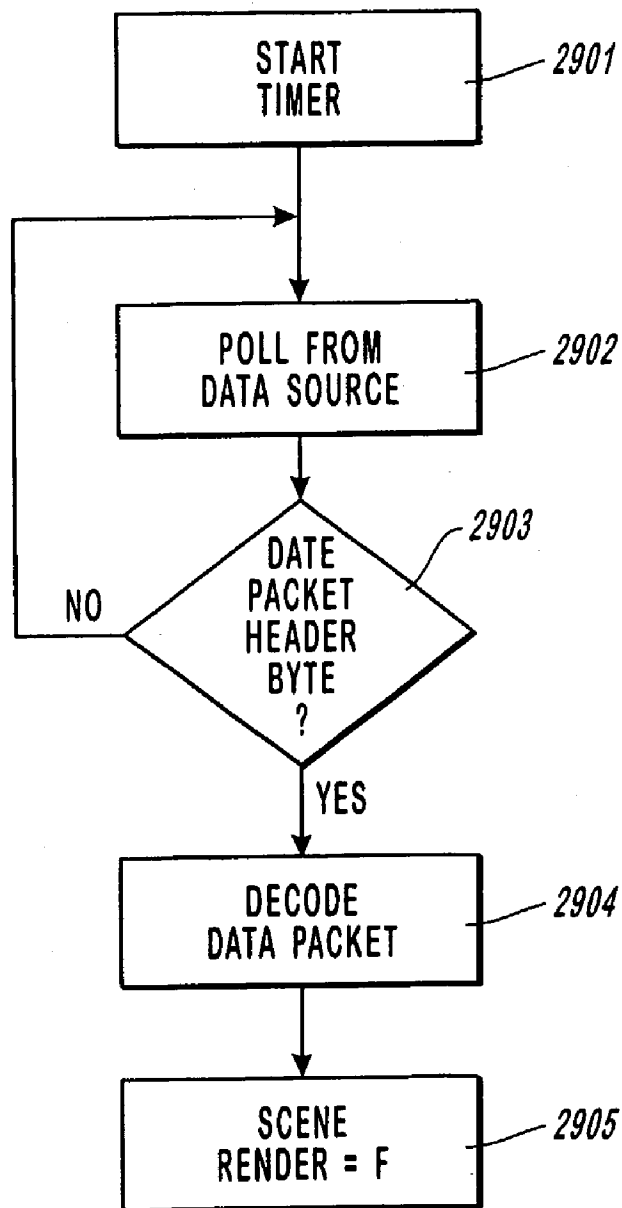 START
TIMER
2901
POLL FROM
DATA SOURCE
2902
2903
DATE
PACKET
HEADER
BYTE
?
NO
YES
DECODE
DATA PACKET
2904
SCENE
RENDER = F
2905